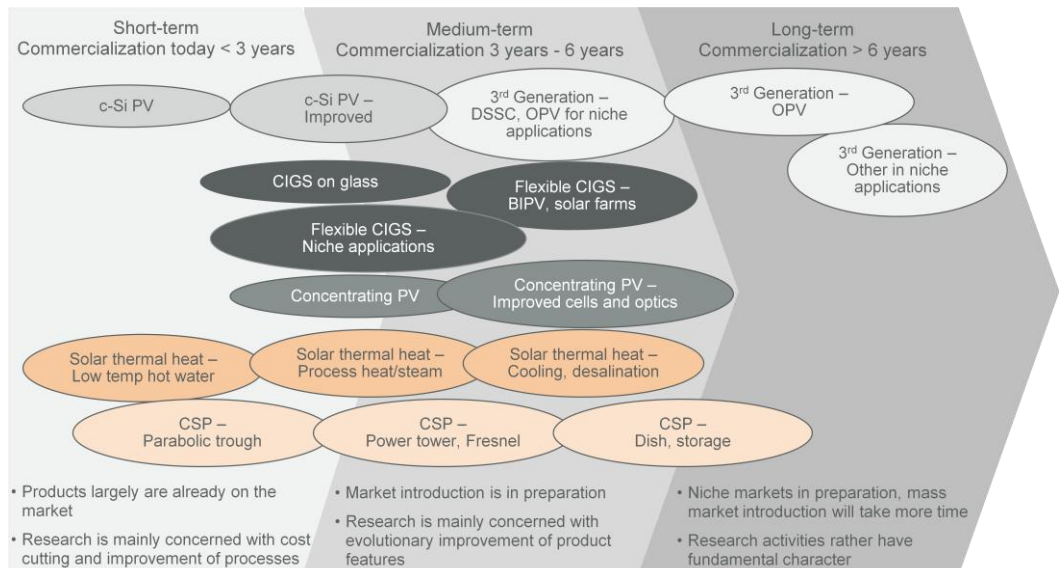 Short-term
Commercialization today < 3 years
Medium-term
Commercialization 3 years - 6 years
Long-term
Commercialization > 6 years
c-Si PV
c-Si PV –
Improved
3rd Generation –
DSSC, OPV for niche
applications
3rd Generation –
OPV
3rd Generation –
Other in niche
applications
CIGS on glass
Flexible CIGS –
BIPV, solar farms
Flexible CIGS –
Niche applications
Concentrating PV
Concentrating PV –
Improved cells and optics
Solar thermal heat –
Low temp hot water
Solar thermal heat –
Process heat/steam
Solar thermal heat –
Cooling, desalination
CSP –
Parabolic trough
CSP –
Power tower, Fresnel
CSP –
Dish, storage
• Products largely are already on the
market
• Research is mainly concerned with cost
cutting and improvement of processes
• Market introduction is in preparation
• Research is mainly concerned with
evolutionary improvement of product
features
• Niche markets in preparation, mass
market introduction will take more time
• Research activities rather have
fundamental character